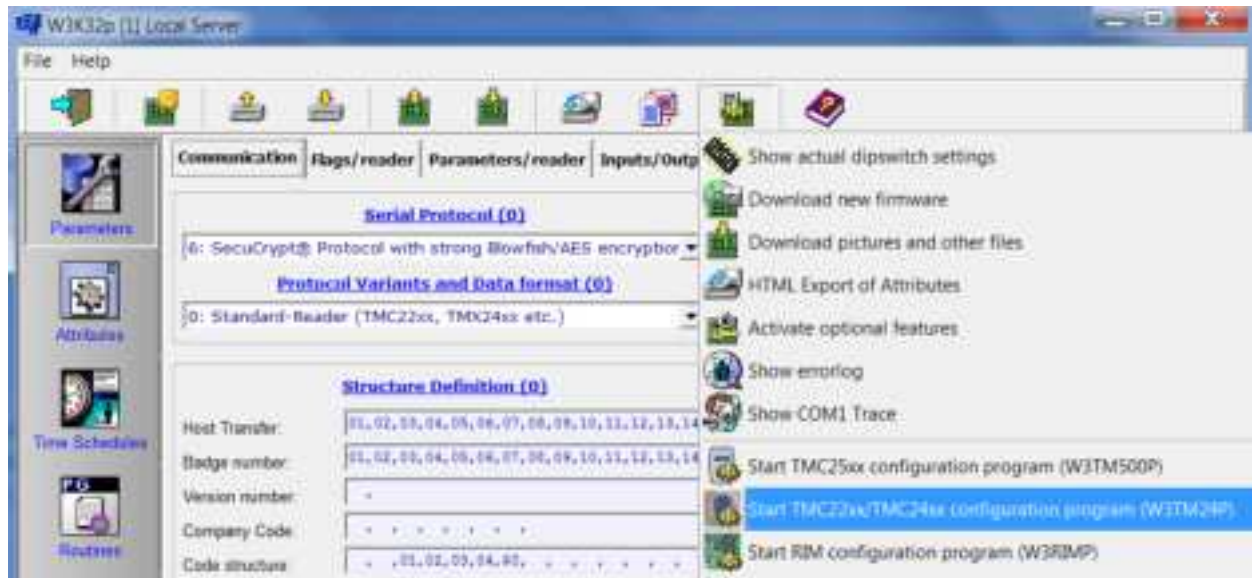 W3K32p [1] Local Server
File Help
Communication Flags/reader Parameters/reader Inputs/Outp
Parameters
Serial Protocol (0)
6: SecuCrypt® Protocol with strong Blowfish/AES encryption
Protocol Variants and Data format (0)
0: Standard-Reader (TMC22xx, TMX24xx etc.)
Attributes
Structure Definition (0)
Host Transfer: 01,02,03,04,05,06,07,08,09,10,11,12,13,14
Time Schedules
Badge number: 01,02,03,04,05,06,07,08,09,10,11,12,13,14
Version number:
Company Code:
Code structure: ,01,02,03,04,
PG
Routines
Show actual dipswitch settings
Download new firmware
Download pictures and other files
HTML Export of Attributes
Activate optional features
Show errorlog
Show COM1 Trace
Start TMC25xx configuration program (W3TM500P)
Start TMC22xx/TMC24xx configuration program (W3TM24P)
Start RIM configuration program (W3RIMP)